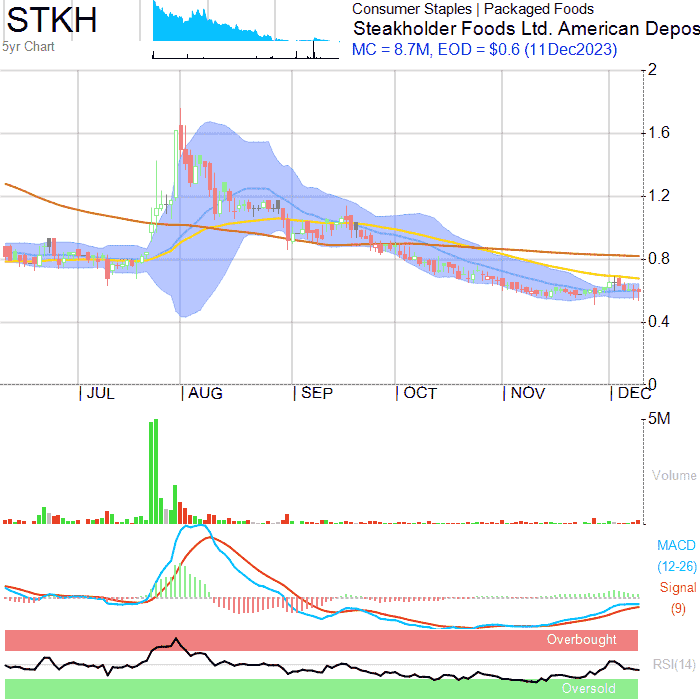 STKH
5yr Chart
Consumer Staples | Packaged Foods
Steakholder Foods Ltd. American Depos
MC = 8.7M, EOD = $0.6 (11Dec2023)
2
1.6
1.2
0.8
0.4
0
JUL AUG SEP OCT NOV DEC
5M
Volume
MACD
(12-26)
Signal
(9)
Overbought
RSI(14)
Oversold